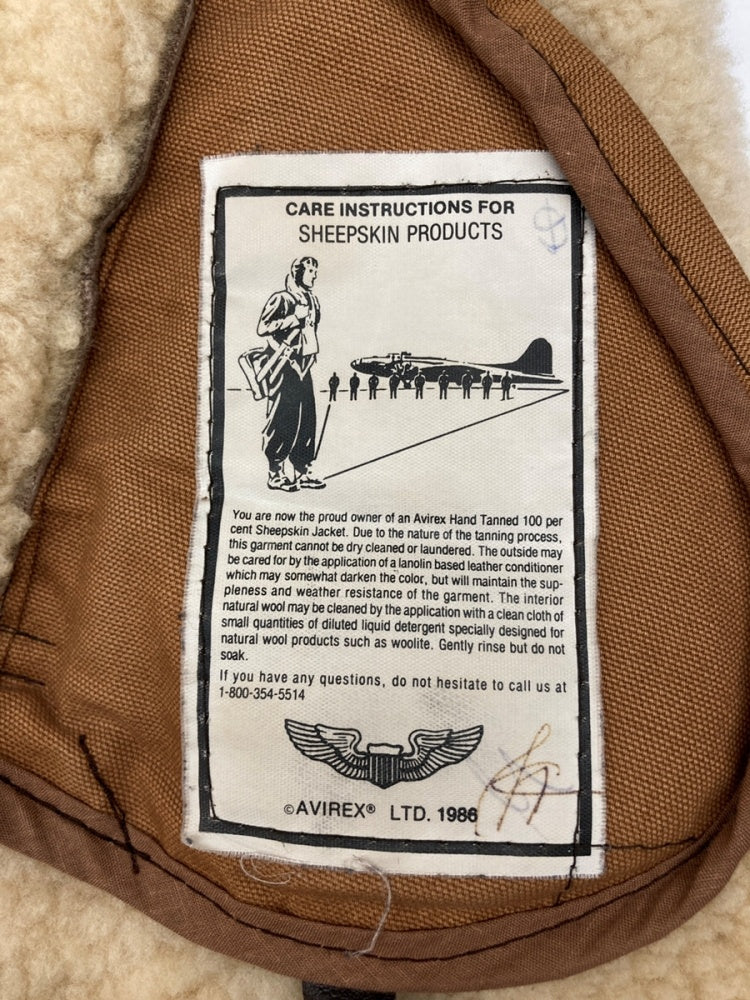 CARE INSTRUCTIONS FOR
SHEEPSKIN PRODUCTS
You are now the proud owner of an Avirex Hand Tanned 100 per
cent Sheepskin Jacket. Due to the nature of the tanning process,
this garment cannot be dry cleaned or laundered. The outside may
be cared for by the application of a lanolin based leather conditioner
which may somewhat darken the color, but will maintain the sup-
pleness and weather resistance of the garment. The interior
natural wool may be cleaned by the application with a clean cloth of
small quantities of diluted liquid detergent specially designed for
natural wool products such as woolite. Gently rinse but do not
soak.
If you have any questions, do not hesitate to call us at
1-800-354-5514
©AVIREX® LTD. 1986